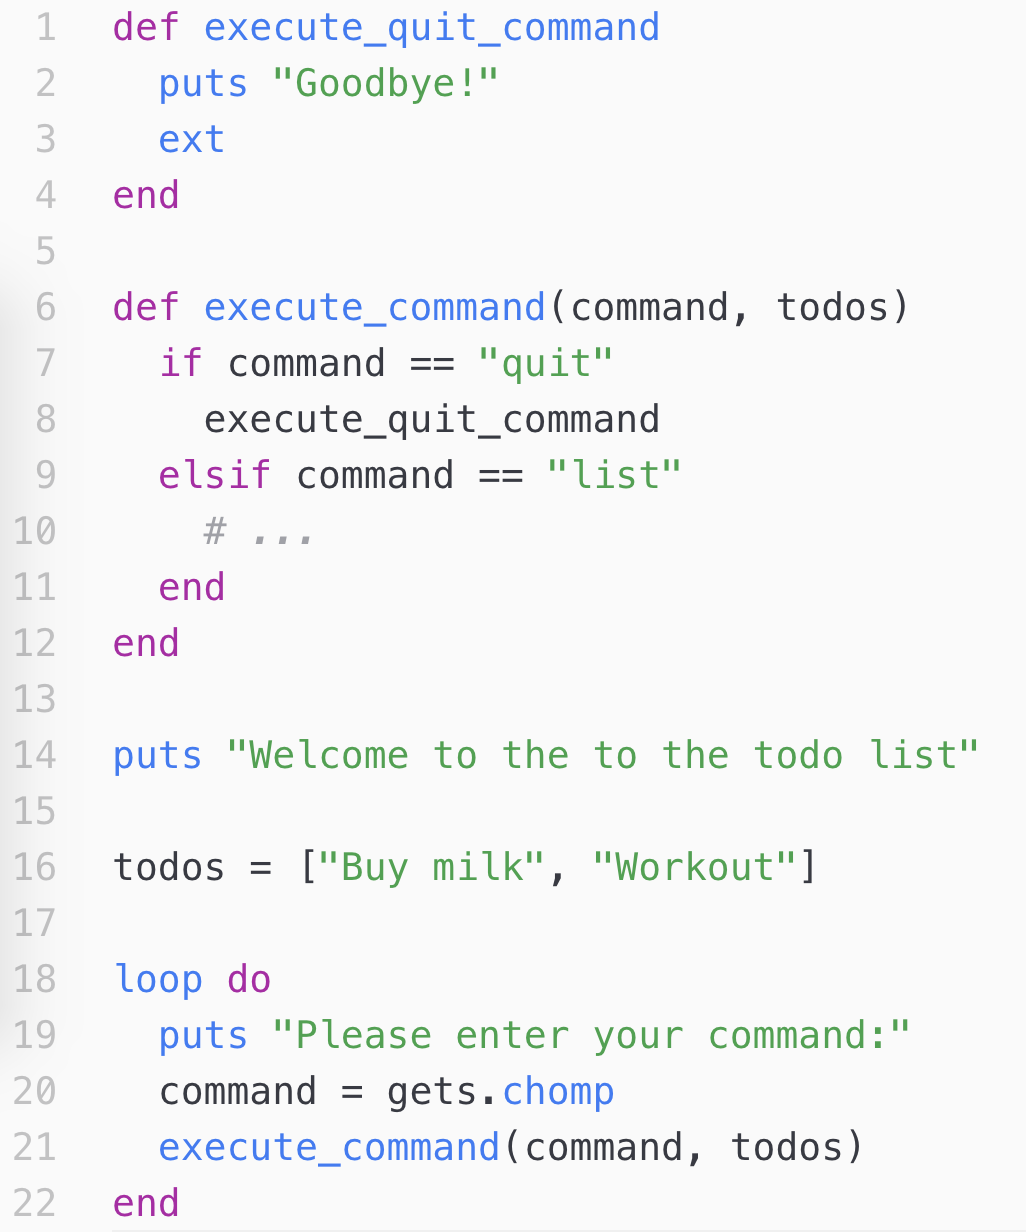 1 def execute_quit_command
2   puts "Goodbye!"
3   ext
4 end
5
6 def execute_command(command, todos)
7   if command == "quit"
8     execute_quit_command
9   elsif command == "list"
10     # ...
11   end
12 end
13
14 puts "Welcome to the to the todo list"
15
16 todos = ["Buy milk", "Workout"]
17
18 loop do
19   puts "Please enter your command:"
20   command = gets.chomp
21   execute_command(command, todos)
22 end